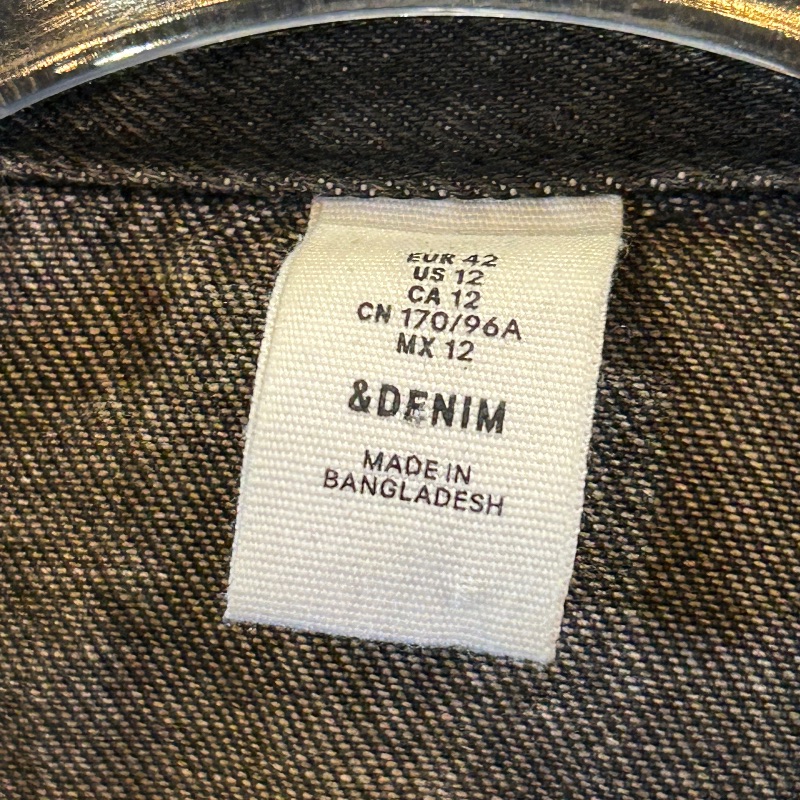 EUR 42
US 12
CA 12
CN 170/96A
MX 12
&DENIM
MADE IN
BANGLADESH